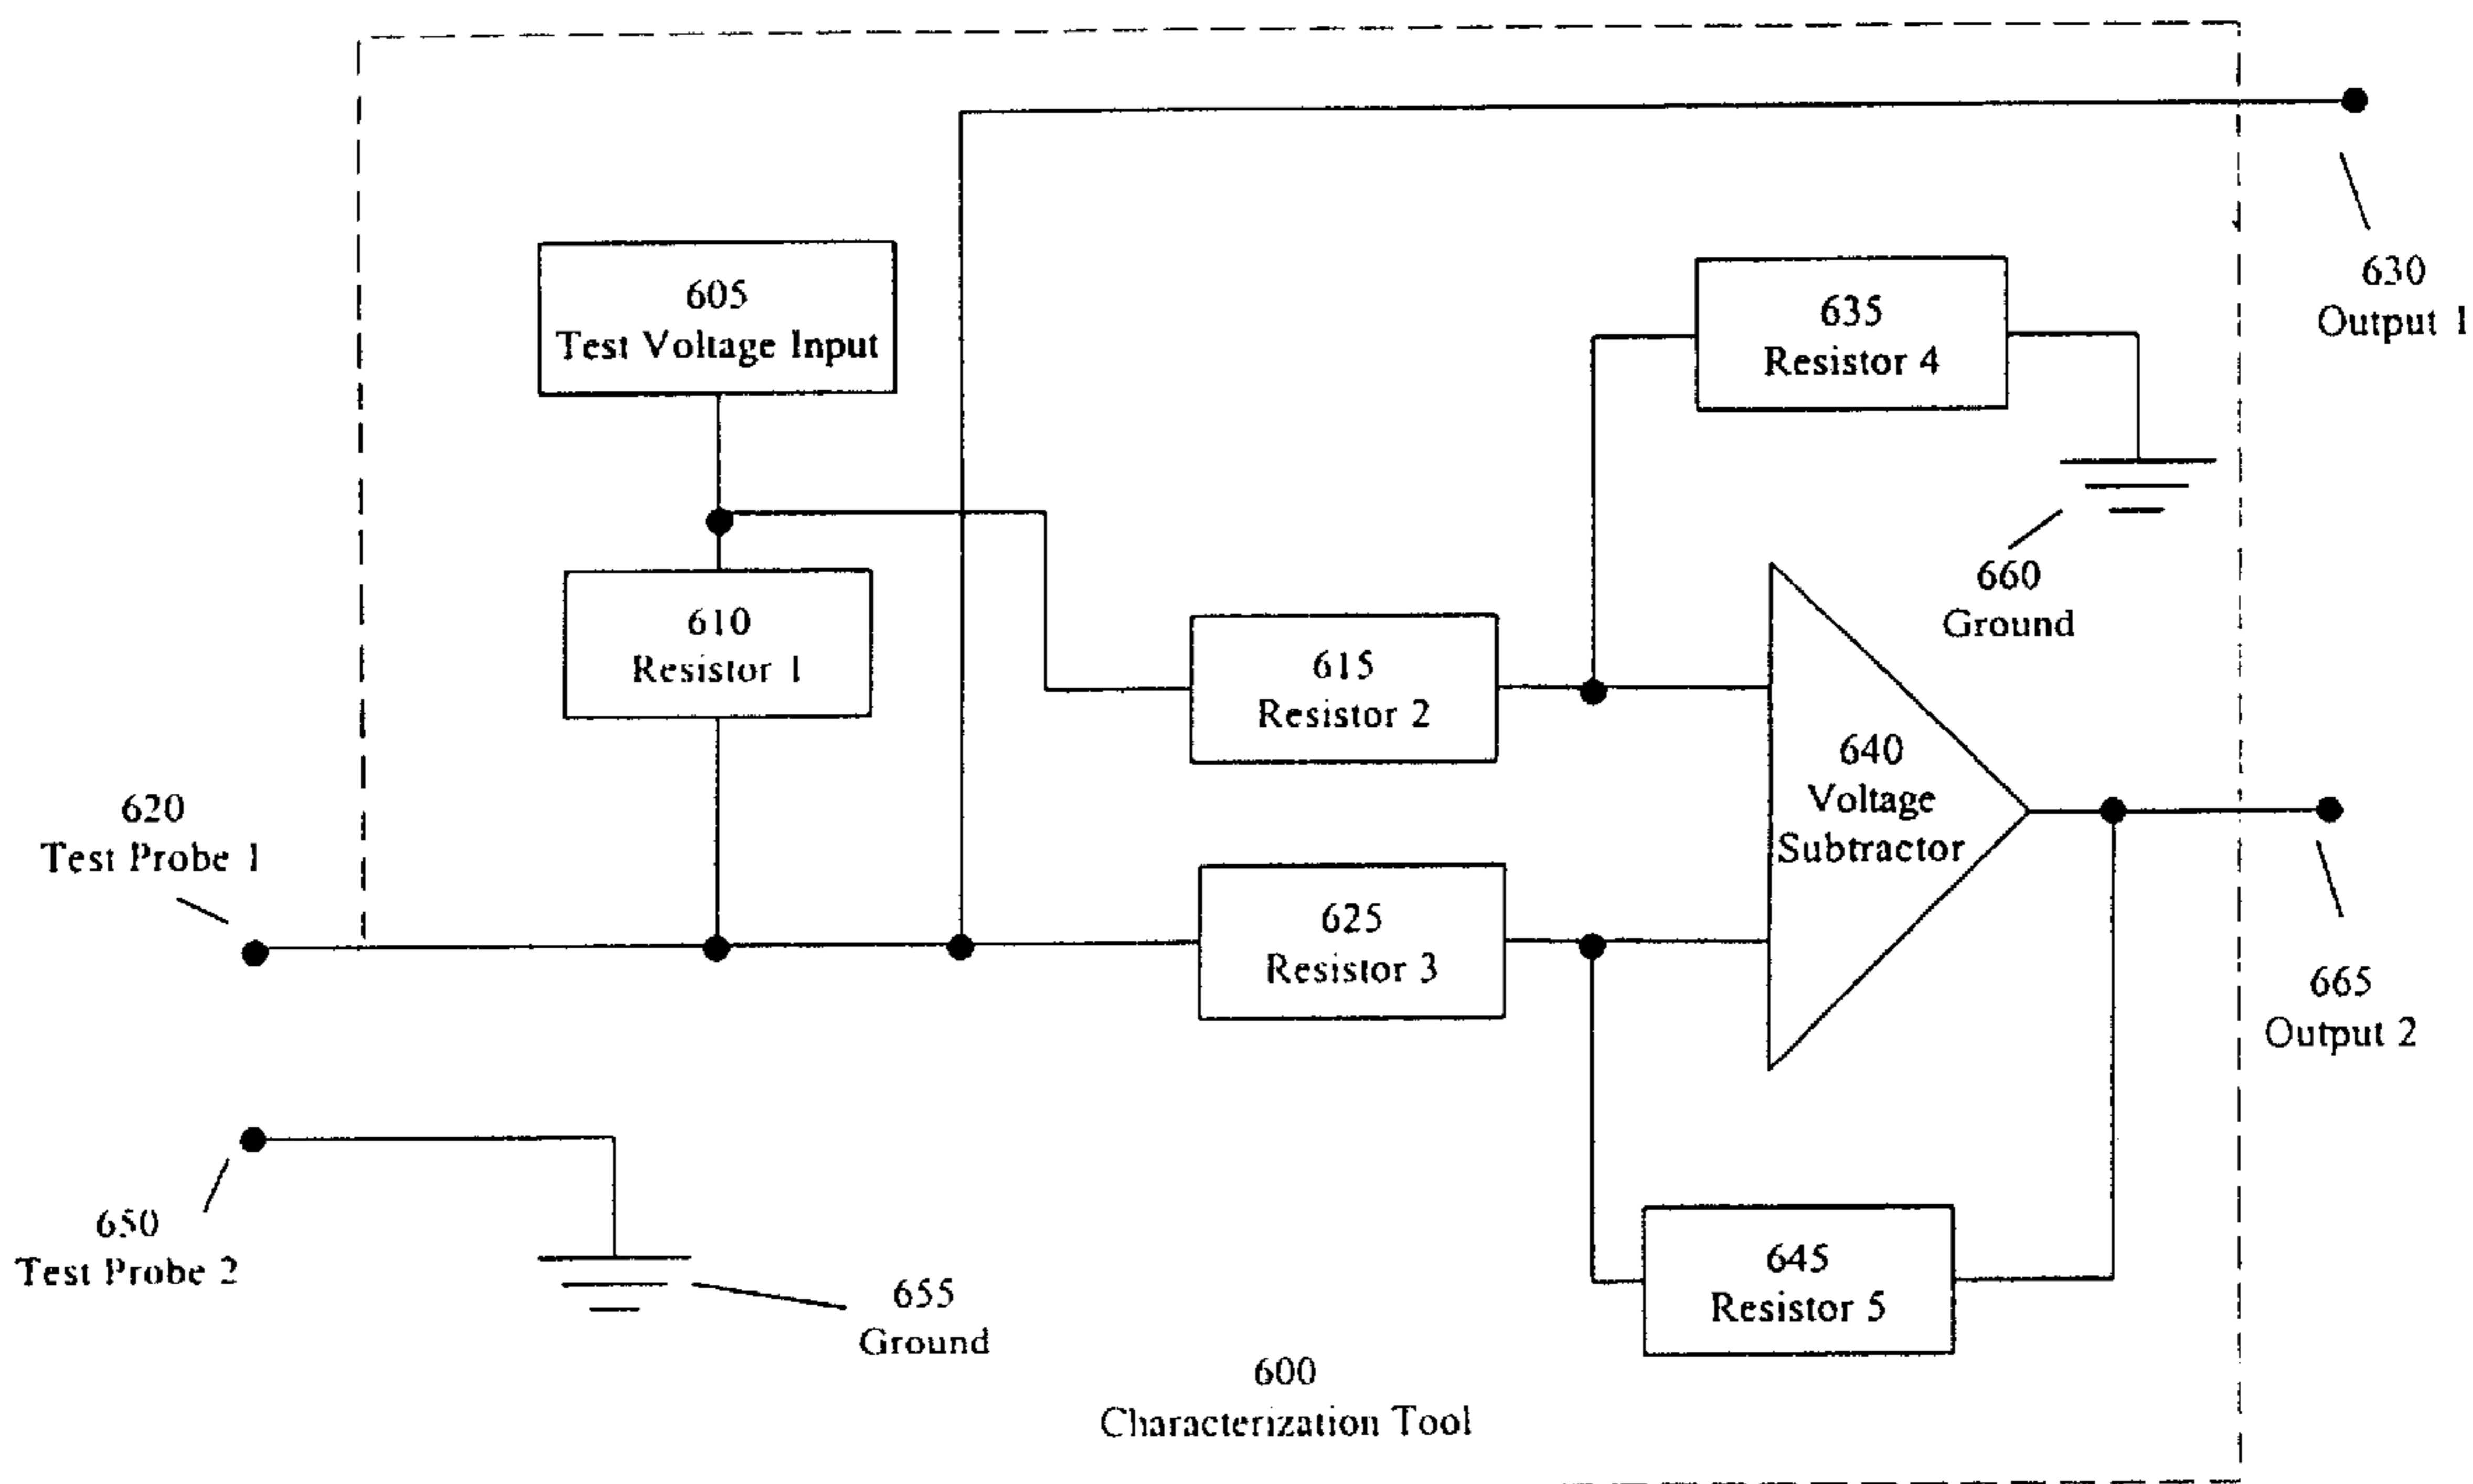 605
Test Voltage Input
630
Output 1
635
Resistor 4
660
Ground
610
Resistor 1
615
Resistor 2
640
Voltage
Subtractor
620
Test Probe 1
625
Resistor 3
665
Output 2
650
Test Probe 2
655
Ground
645
Resistor 5
600
Characterization Tool